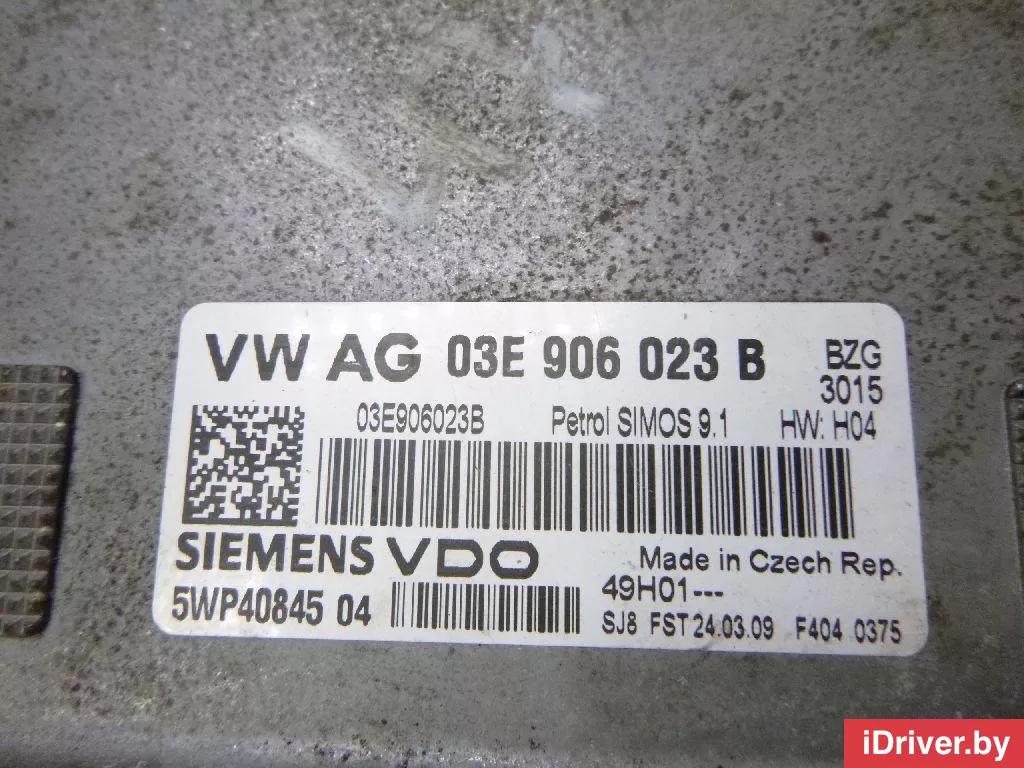 VW AG 03E 906 023 B BZG
3015
03E906023B Petrol SIMOS 9.1 HW: H04
SIEMENS VDO Made in Czech Rep.
5WP40845 04 49H01---
SJ8 FST 24.03.09 F404 0375
iDriver.by